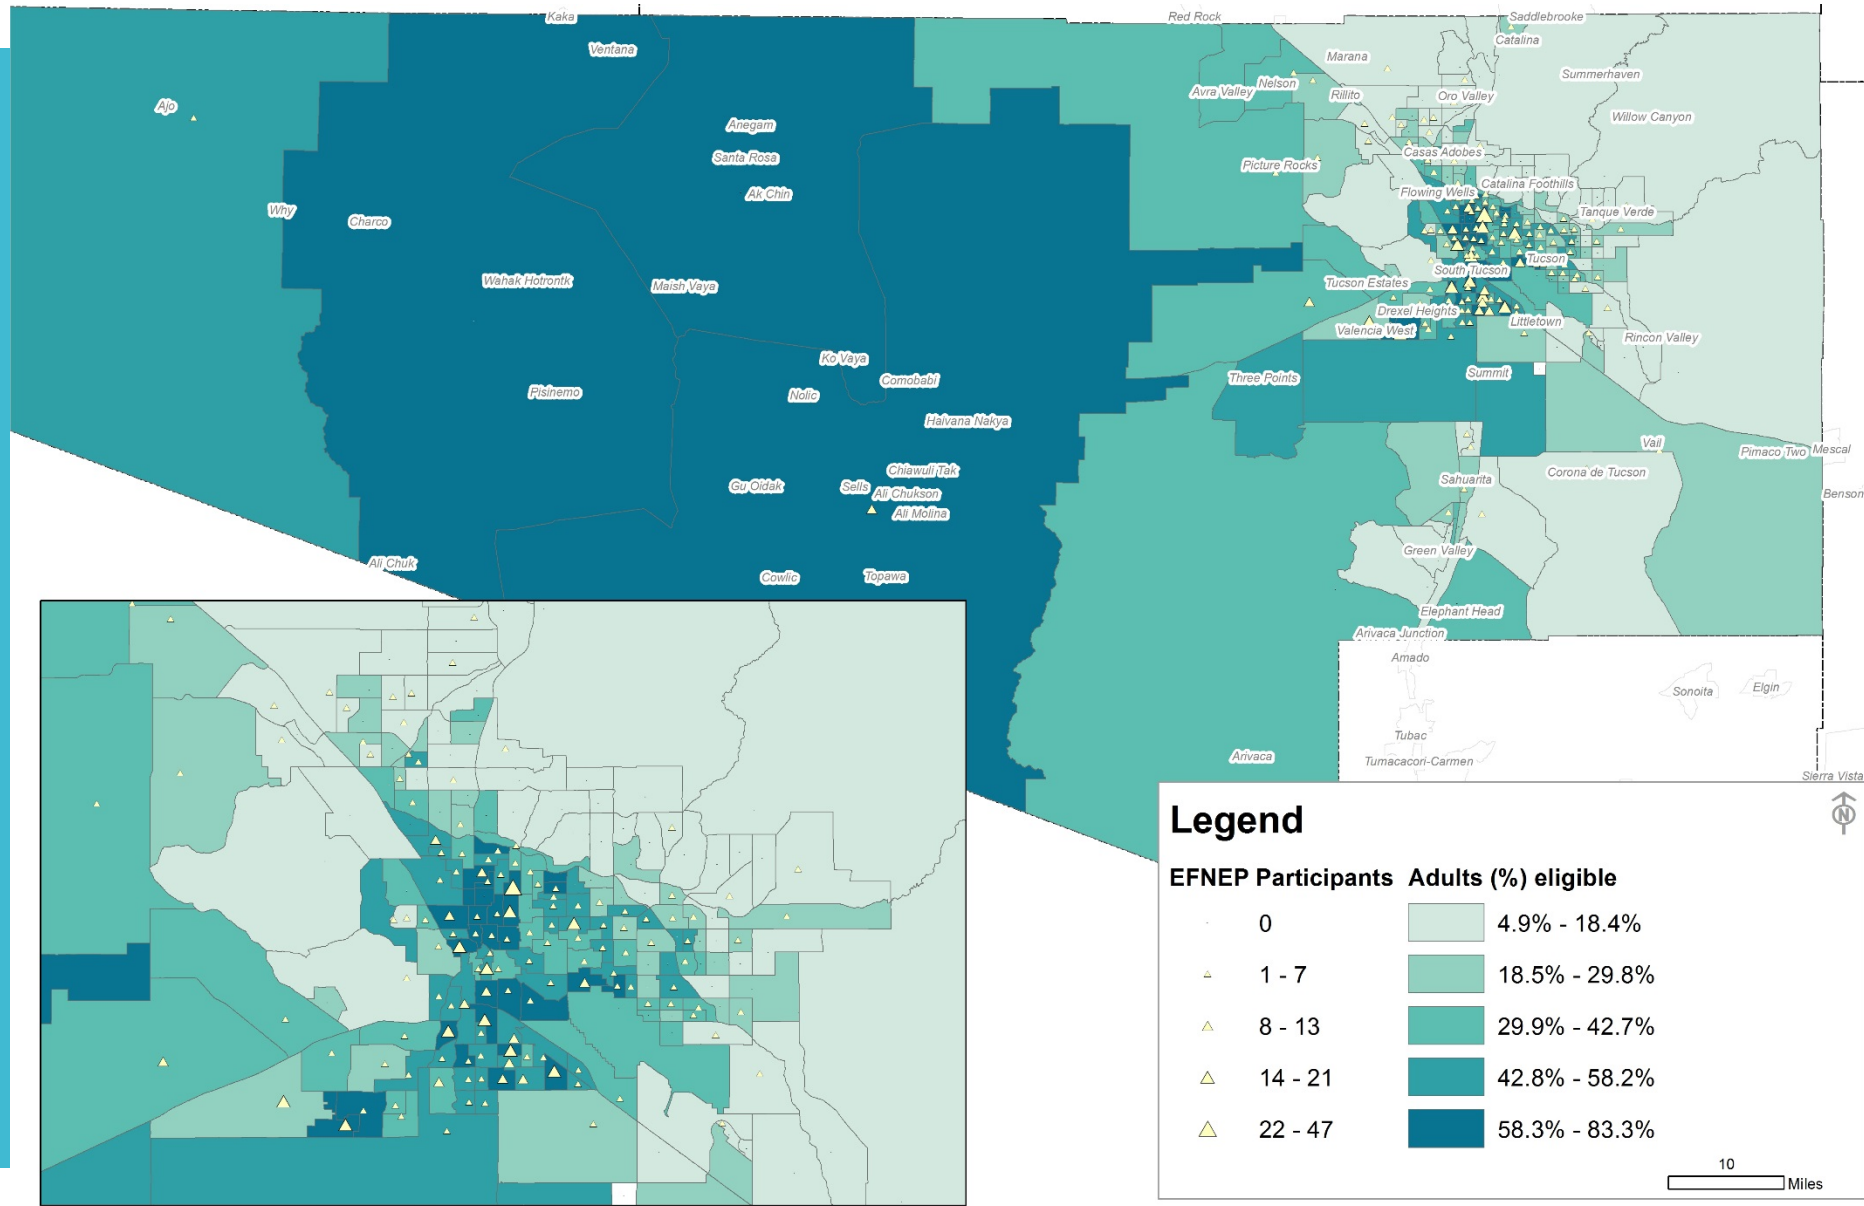 Kaka
Red Rock
Saddlebrooke
Catalina
Ventana
Marana
Summerhaven
Avra Valley
Nelson
Rillito
Oro Valley
Ajo
Willow Canyon
Anegam
Santa Rosa
Casas Adobes
Picture Rocks
Ak Chin
Flowing Wells
Catalina Foothills
Why
Charco
Tanque Verde
Tucson
South Tucson
Wahak Hotrontk
Maish Vaya
Tucson Estates
Drexel Heights
Littletown
Valencia West
Rincon Valley
Ko Vaya
Comobabi
Three Points
Summit
Pisinemo
Nolic
Haivana Nakya
Vail
Pimaco Two
Mescal
Chiawuli Tak
Corona de Tucson
Sahuarita
Gu Oidak
Sells
Ali Chukson
Benson
Ali Molina
Green Valley
Ali Chuk
Cowlic
Topawa
Elephant Head
Arivaca Junction
Amado
Sonoita
Elgin
Tubac
Arivaca
Tumacacori-Carmen
Sierra Vista
N
Legend
EFNEP Participants Adults (%) eligible
0 4.9% - 18.4%
1 - 7 18.5% - 29.8%
8 - 13 29.9% - 42.7%
14 - 21 42.8% - 58.2%
22 - 47 58.3% - 83.3%
10
Miles